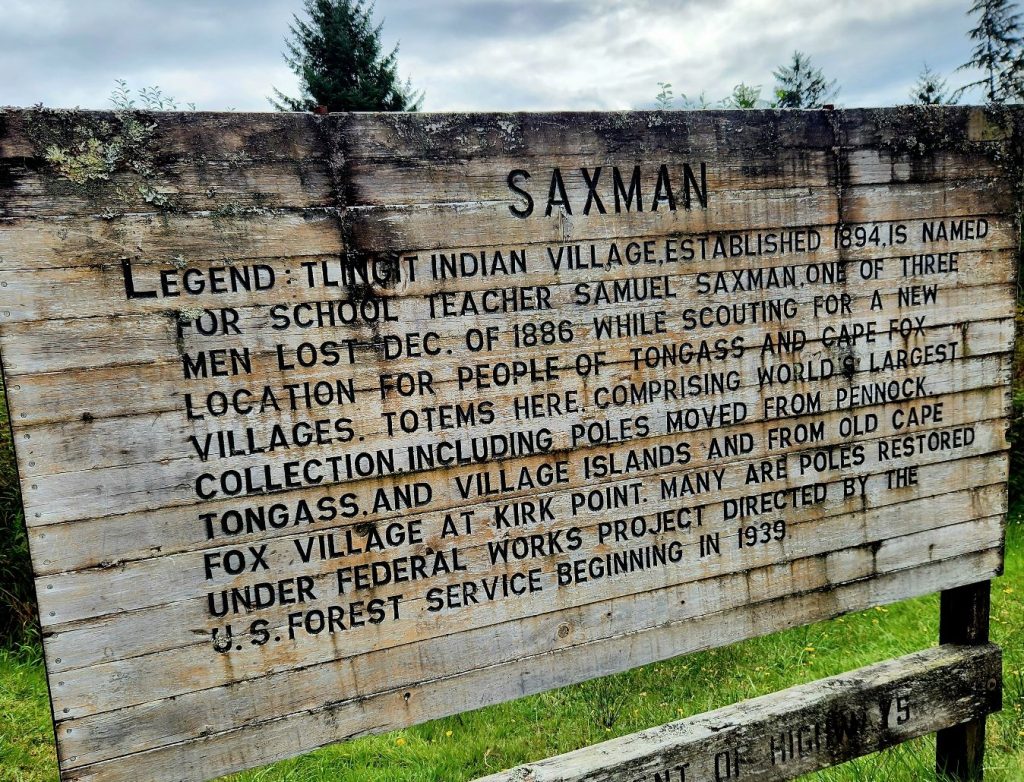 SAXMAN
LEGEND: TLINGIT INDIAN VILLAGE, ESTABLISHED 1894, IS NAMED
FOR SCHOOL TEACHER SAMUEL SAXMAN, ONE OF THREE
MEN LOST DEC. OF 1886 WHILE SCOUTING FOR A NEW
LOCATION FOR PEOPLE OF TONGASS AND CAPE FOX
VILLAGES. TOTEMS HERE, COMPRISING WORLD'S LARGEST
COLLECTION, INCLUDING POLES MOVED FROM PENNOCK,
TONGASS, AND VILLAGE ISLANDS AND FROM OLD CAPE
FOX VILLAGE AT KIRK POINT. MANY ARE POLES RESTORED
UNDER FEDERAL WORKS PROJECT DIRECTED BY THE
U.S. FOREST SERVICE BEGINNING IN 1939.
OF HIGHWAYS